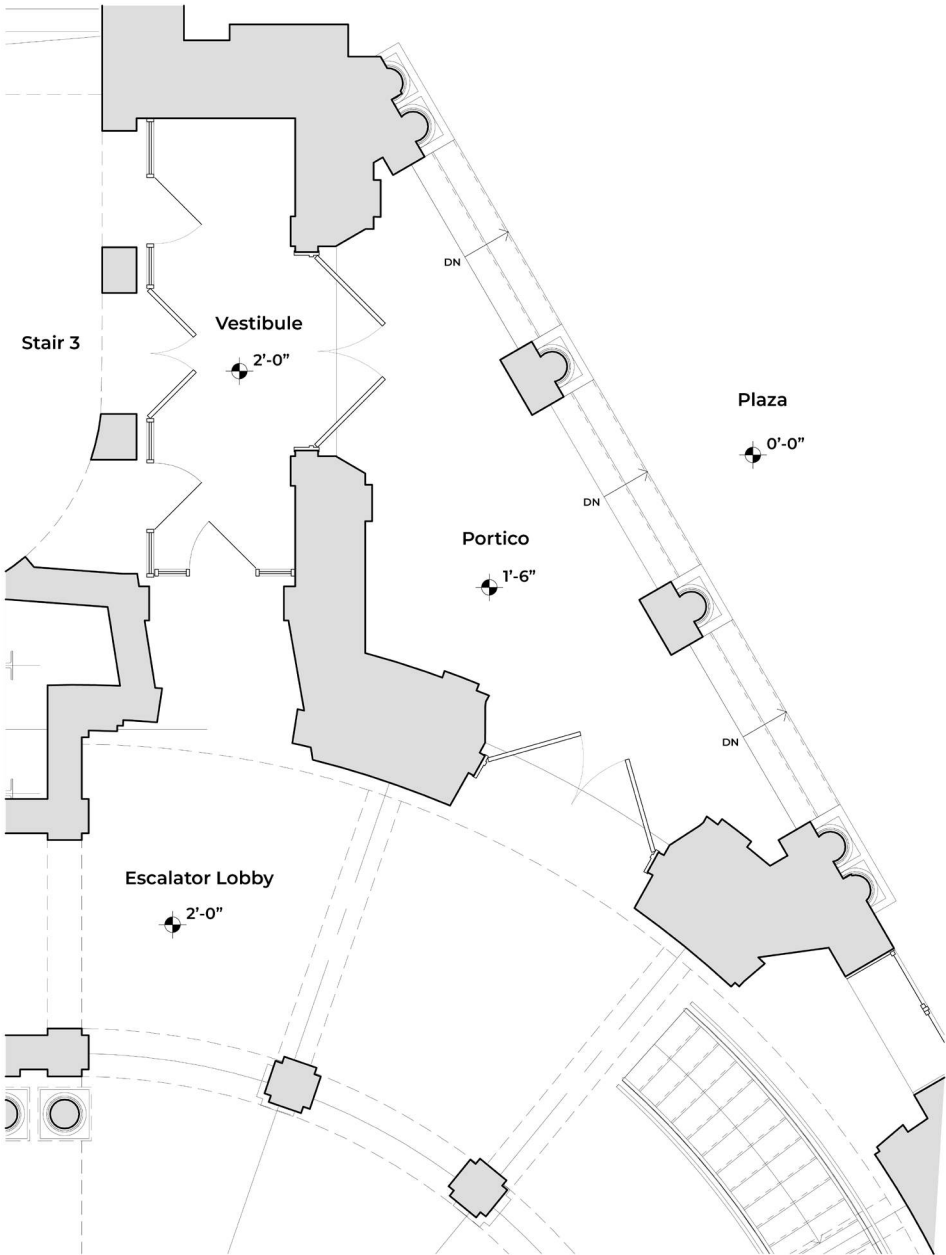 DN
Vestibule
2’-0”
Stair 3
Plaza
0’-0”
DN
Portico
1’-6”
DN
Escalator Lobby
2’-0”